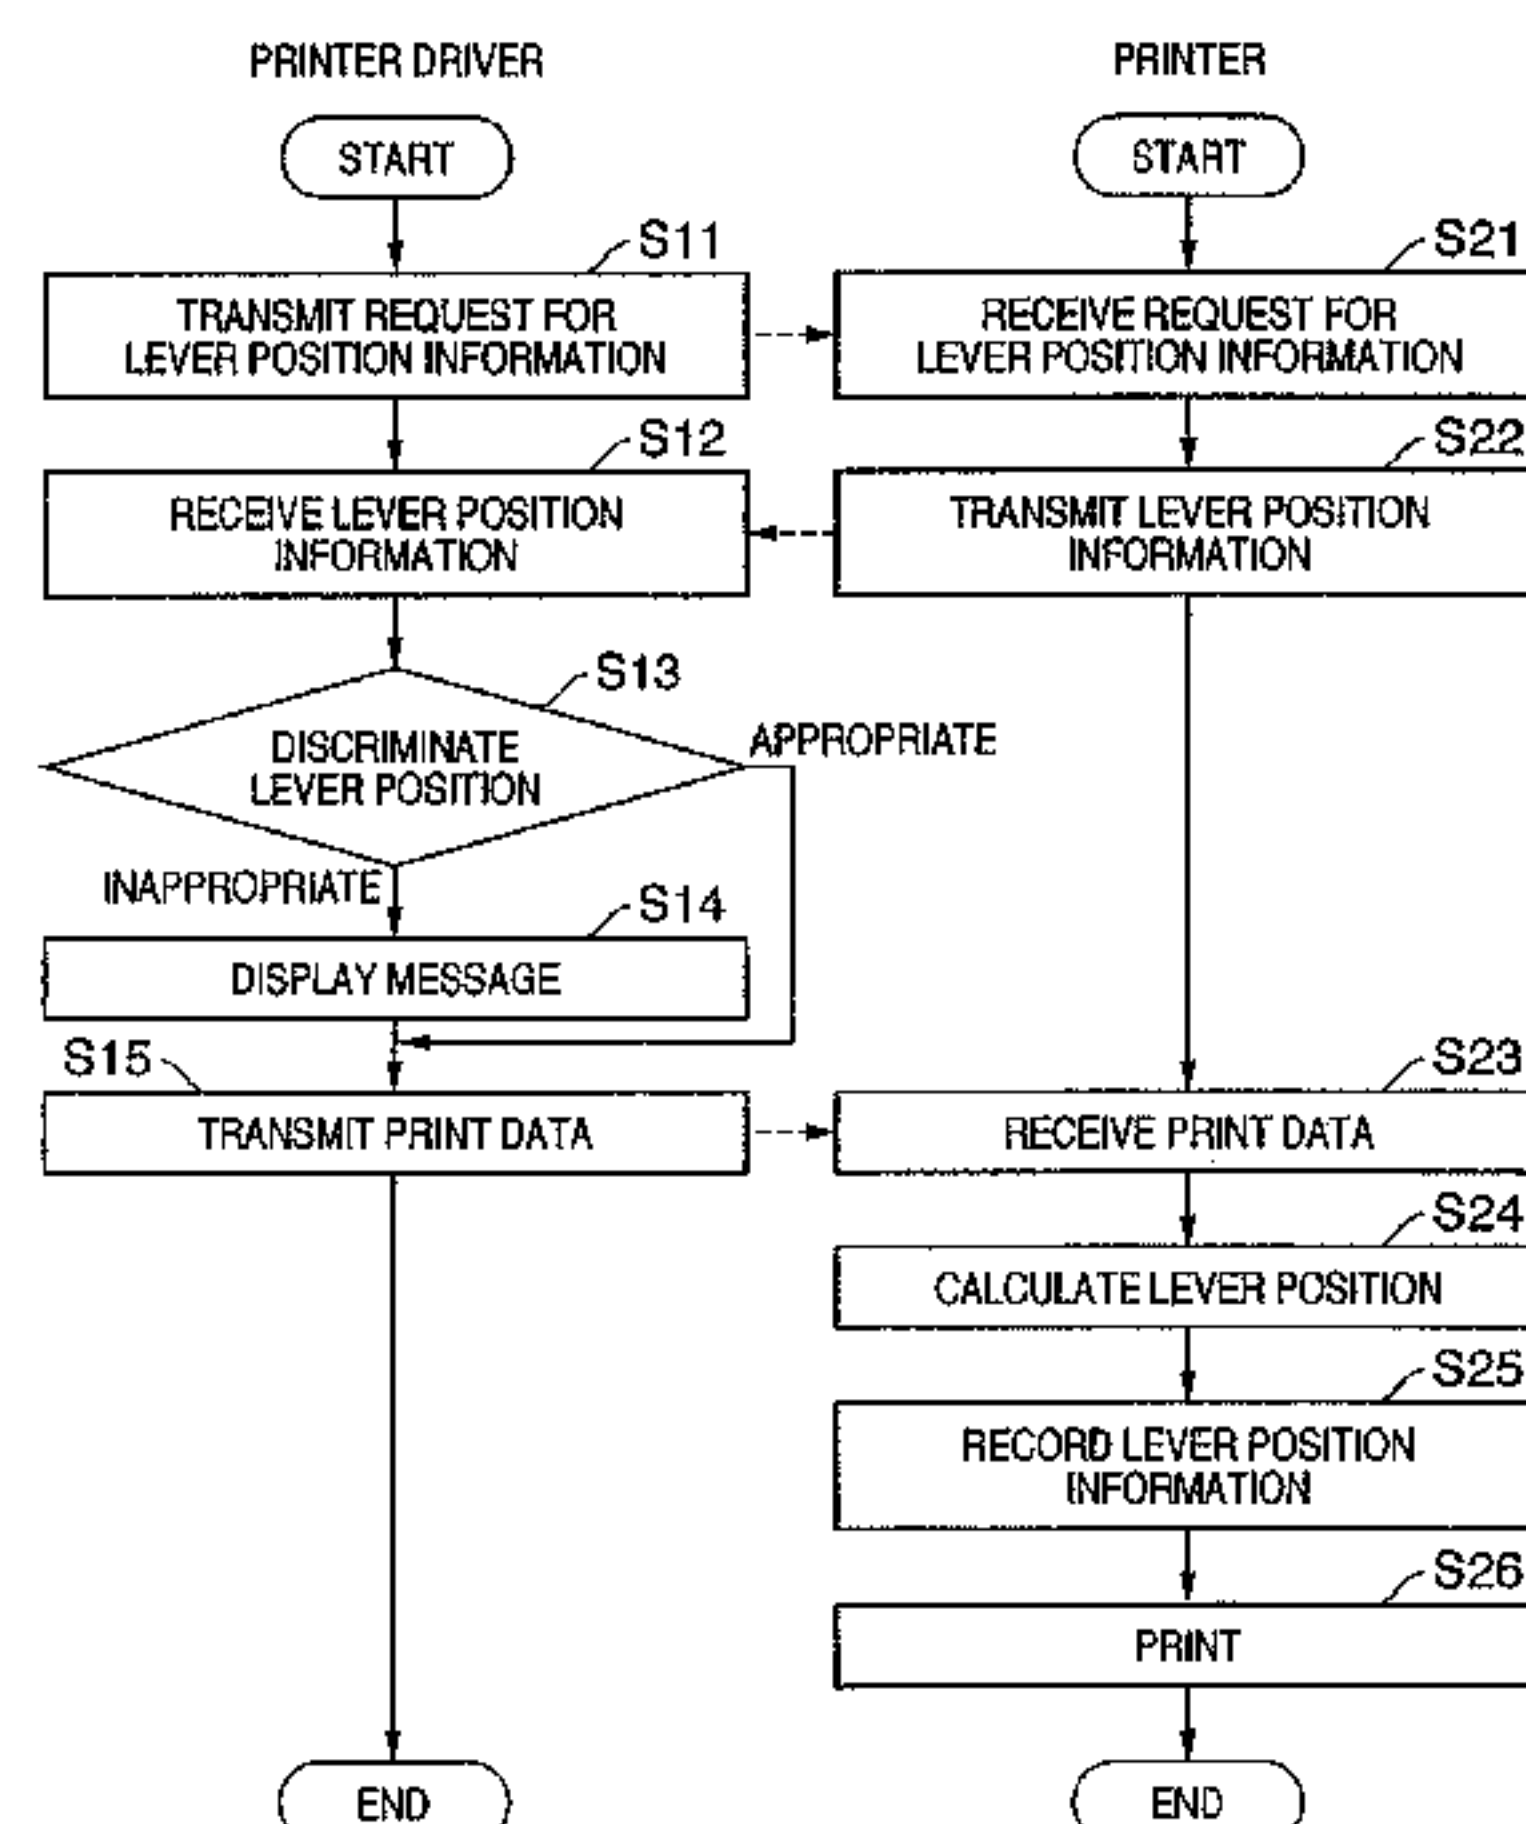 PRINTER DRIVER
START
S11
TRANSMIT REQUEST FOR
LEVER POSITION INFORMATION
S12
RECEIVE LEVER POSITION
INFORMATION
S13
DISCRIMINATE
LEVER POSITION
APPROPRIATE
INAPPROPRIATE
S14
DISPLAY MESSAGE
S15
TRANSMIT PRINT DATA
END
PRINTER
START
S21
RECEIVE REQUEST FOR
LEVER POSITION INFORMATION
S22
TRANSMIT LEVER POSITION
INFORMATION
S23
RECEIVE PRINT DATA
S24
CALCULATE LEVER POSITION
S25
RECORD LEVER POSITION
INFORMATION
S26
PRINT
END